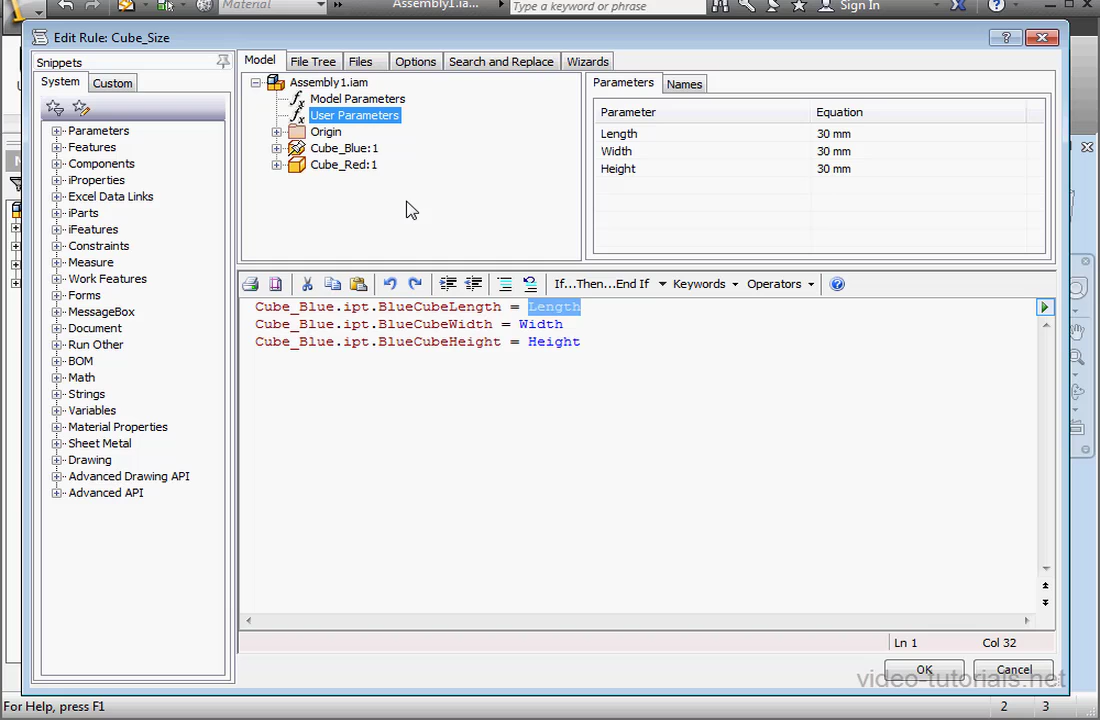 Material
Assembly1.ia...
Type a keyword or phrase
Sign In
Edit Rule: Cube_Size
Snippets
System
Custom
Parameters
Features
Components
iProperties
Excel Data Links
iParts
iFeatures
Constraints
Measure
Work Features
Forms
MessageBox
Document
Run Other
BOM
Math
Strings
Variables
Material Properties
Sheet Metal
Drawing
Advanced Drawing API
Advanced API
Model
File Tree
Files
Options
Search and Replace
Wizards
Assembly1.iam
Model Parameters
User Parameters
Origin
Cube_Blue:1
Cube_Red:1
Parameters
Names
Parameter Equation
Length 30 mm
Width 30 mm
Height 30 mm
If...Then...End If
Keywords
Operators
Cube_Blue.ipt.BlueCubeLength = Length
Cube_Blue.ipt.BlueCubeWidth = Width
Cube_Blue.ipt.BlueCubeHeight = Height
Ln 1
Col 32
OK
Cancel
video-tutorials.net
For Help, press F1
2
3